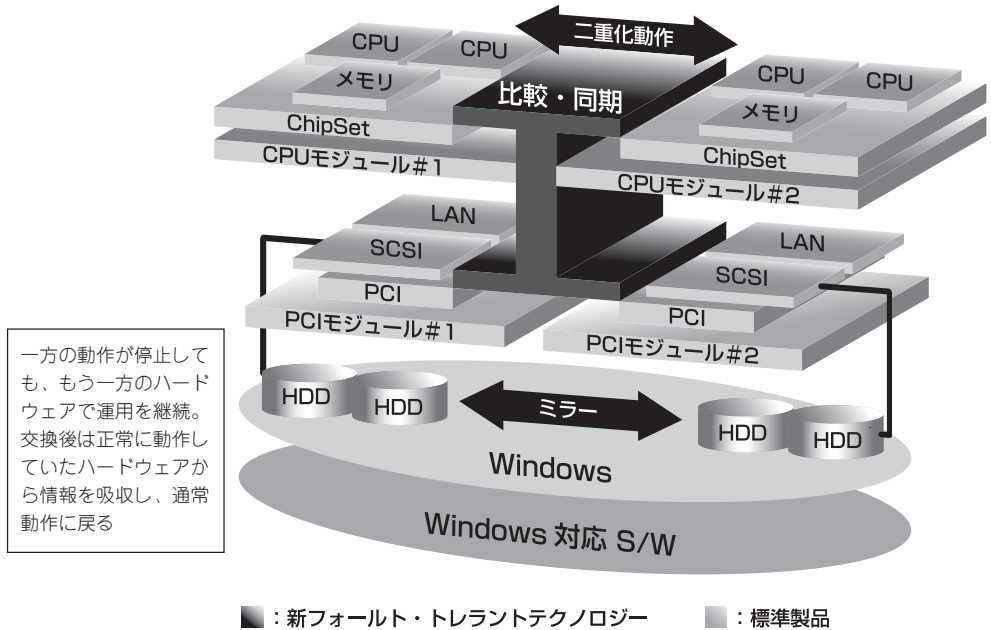 二重化動作
CPU
CPU
メモリ
ChipSet
CPUモジュール#1
比較・同期
CPU
CPU
メモリ
ChipSet
CPUモジュール#2
LAN
SCSI
PCI
PCIモジュール#1
LAN
SCSI
PCI
PCIモジュール#2
一方の動作が停止して
も、もう一方のハード
ウェアで運用を継続。
交換後は正常に動作し
ていたハードウェアか
ら情報を吸収し、通常
動作に戻る
HDD
HDD
ミラー
HDD
HDD
Windows
Windows 対応 S/W
：新フォールト・トレラントテクノロジー
：標準製品